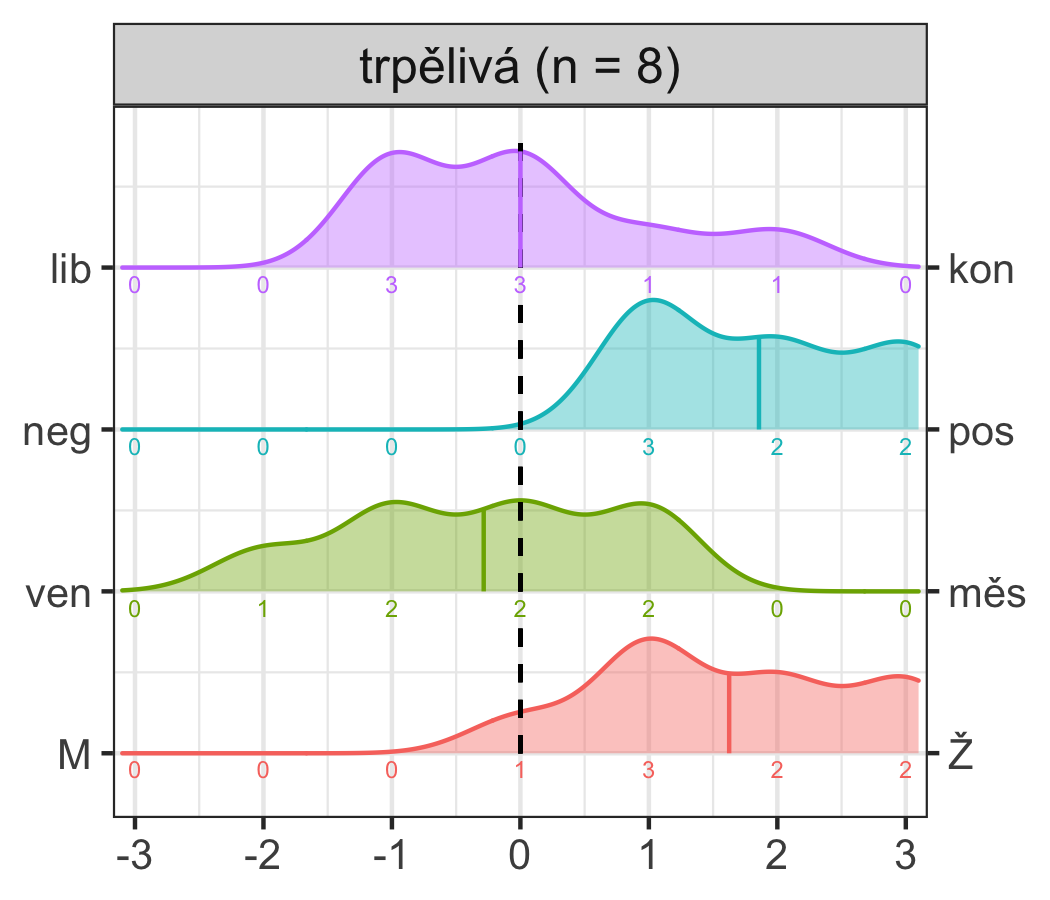 trpělivá (n = 8)
lib kon
0 0 3 3 1 1 0
neg pos
0 0 0 0 3 2 2
ven měs
0 1 2 2 2 0 0
M Ž
0 0 0 1 3 2 2
-3 -2 -1 0 1 2 3